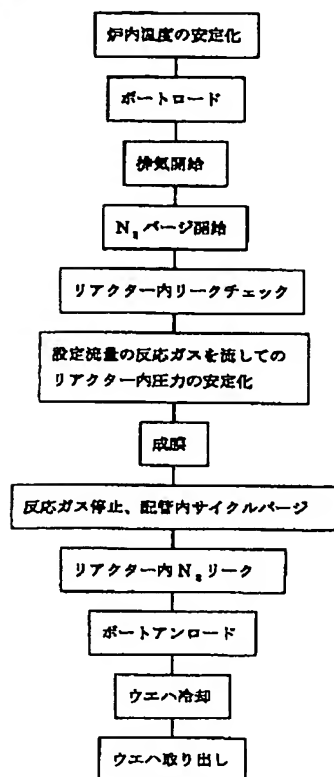 炉内温度の安定化
ボートロード
排気開始
N₂パージ開始
リアクター内リークチェック
設定流量の反応ガスを流しての
リアクター内圧力の安定化
成膜
反応ガス停止、配管内サイクルパージ
リアクター内N₂リーク
ボートアンロード
ウエハ冷却
ウエハ取り出し